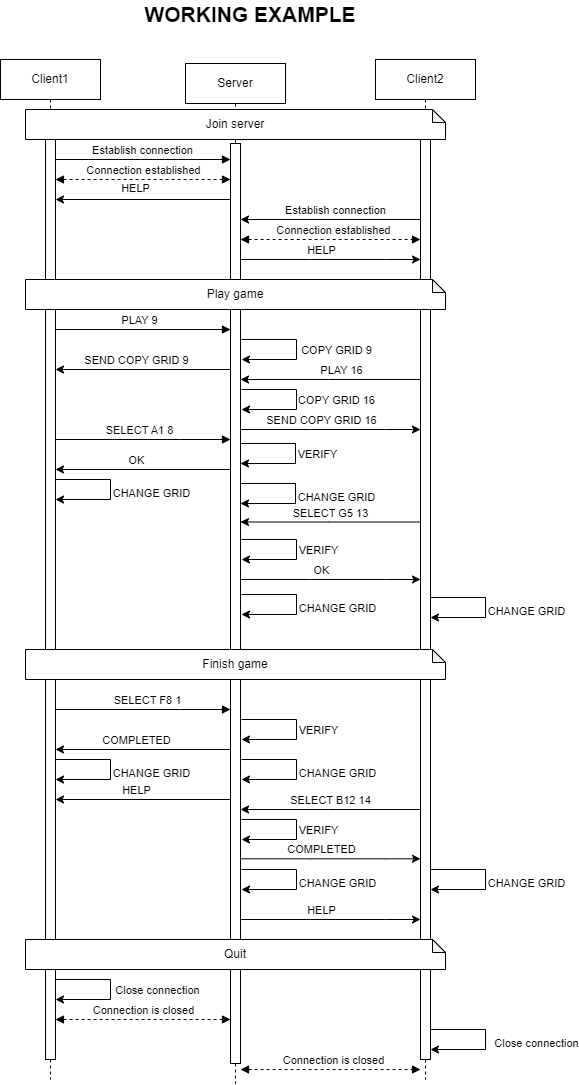 WORKING EXAMPLE
Client1
Server
Client2
Join server
Establish connection
Connection established
HELP
Establish connection
Connection established
HELP
Play game
PLAY 9
COPY GRID 9
SEND COPY GRID 9
PLAY 16
COPY GRID 16
SEND COPY GRID 16
SELECT A1 8
VERIFY
OK
CHANGE GRID
CHANGE GRID
SELECT G5 13
VERIFY
OK
CHANGE GRID
CHANGE GRID
Finish game
SELECT F8 1
VERIFY
COMPLETED
CHANGE GRID
CHANGE GRID
HELP
SELECT B12 14
VERIFY
COMPLETED
CHANGE GRID
CHANGE GRID
HELP
Quit
Close connection
Connection is closed
Close connection
Connection is closed